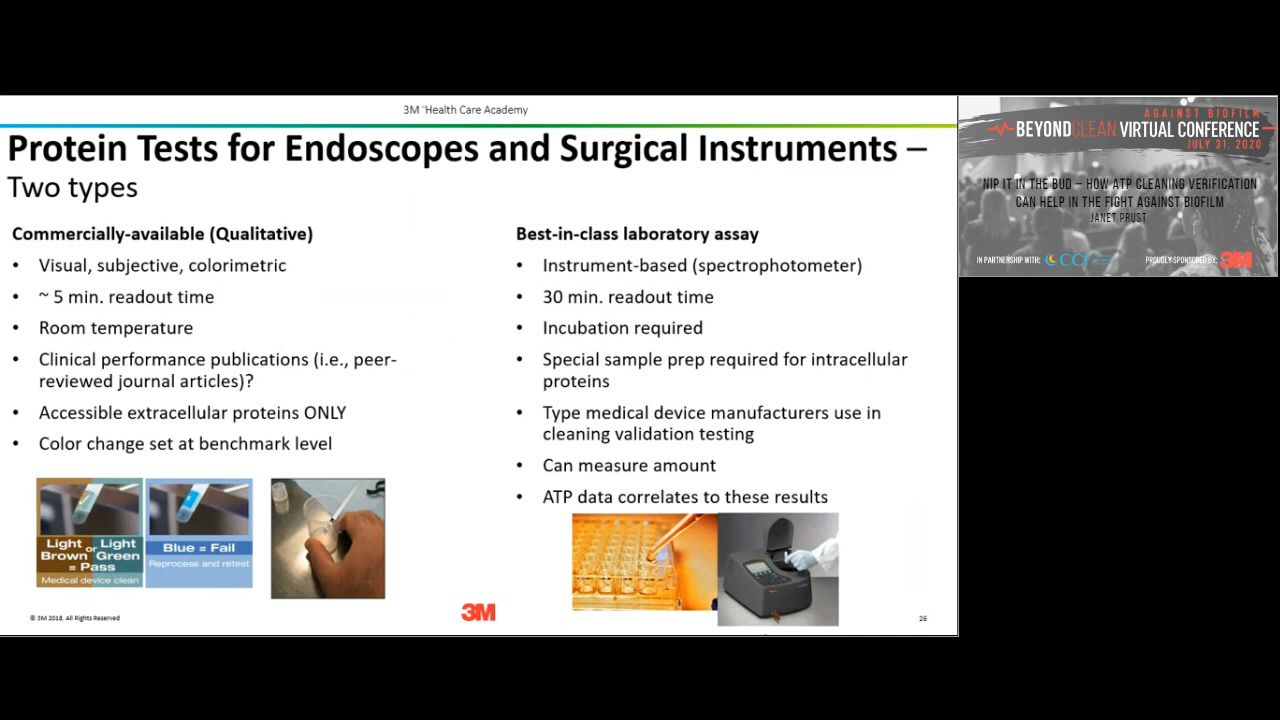 3M ™Health Care Academy
Protein Tests for Endoscopes and Surgical Instruments –
Two types
Commercially-available (Qualitative)
• Visual, subjective, colorimetric
• ~ 5 min. readout time
• Room temperature
• Clinical performance publications (i.e., peer-
reviewed journal articles)?
• Accessible extracellular proteins ONLY
• Color change set at benchmark level
Light or Light
Brown Green
= Pass
Medical device clean
Blue = Fail
Reprocess and retest
Best-in-class laboratory assay
• Instrument-based (spectrophotometer)
• 30 min. readout time
• Incubation required
• Special sample prep required for intracellular
proteins
• Type medical device manufacturers use in
cleaning validation testing
• Can measure amount
• ATP data correlates to these results
© 3M 2018. All Rights Reserved
3M
26
AGAINST BIOFILM
BEYONDCLEAN VIRTUAL CONFERENCE
JULY 31, 2020
NIP IT IN THE BUD – HOW ATP CLEANING VERIFICATION
CAN HELP IN THE FIGHT AGAINST BIOFILM
JANET PRUST
IN PARTNERSHIP WITH: CCI
PROUDLY SPONSORED BY: 3M